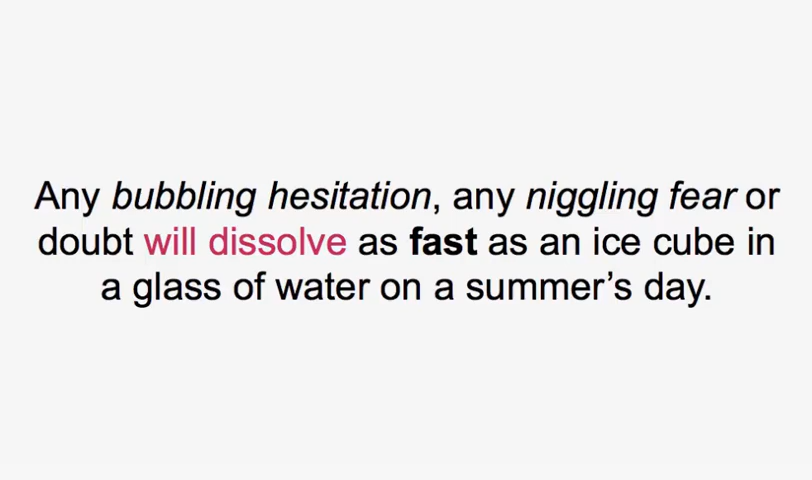 Any bubbling hesitation, any niggling fear or
doubt will dissolve as fast as an ice cube in
a glass of water on a summer’s day.